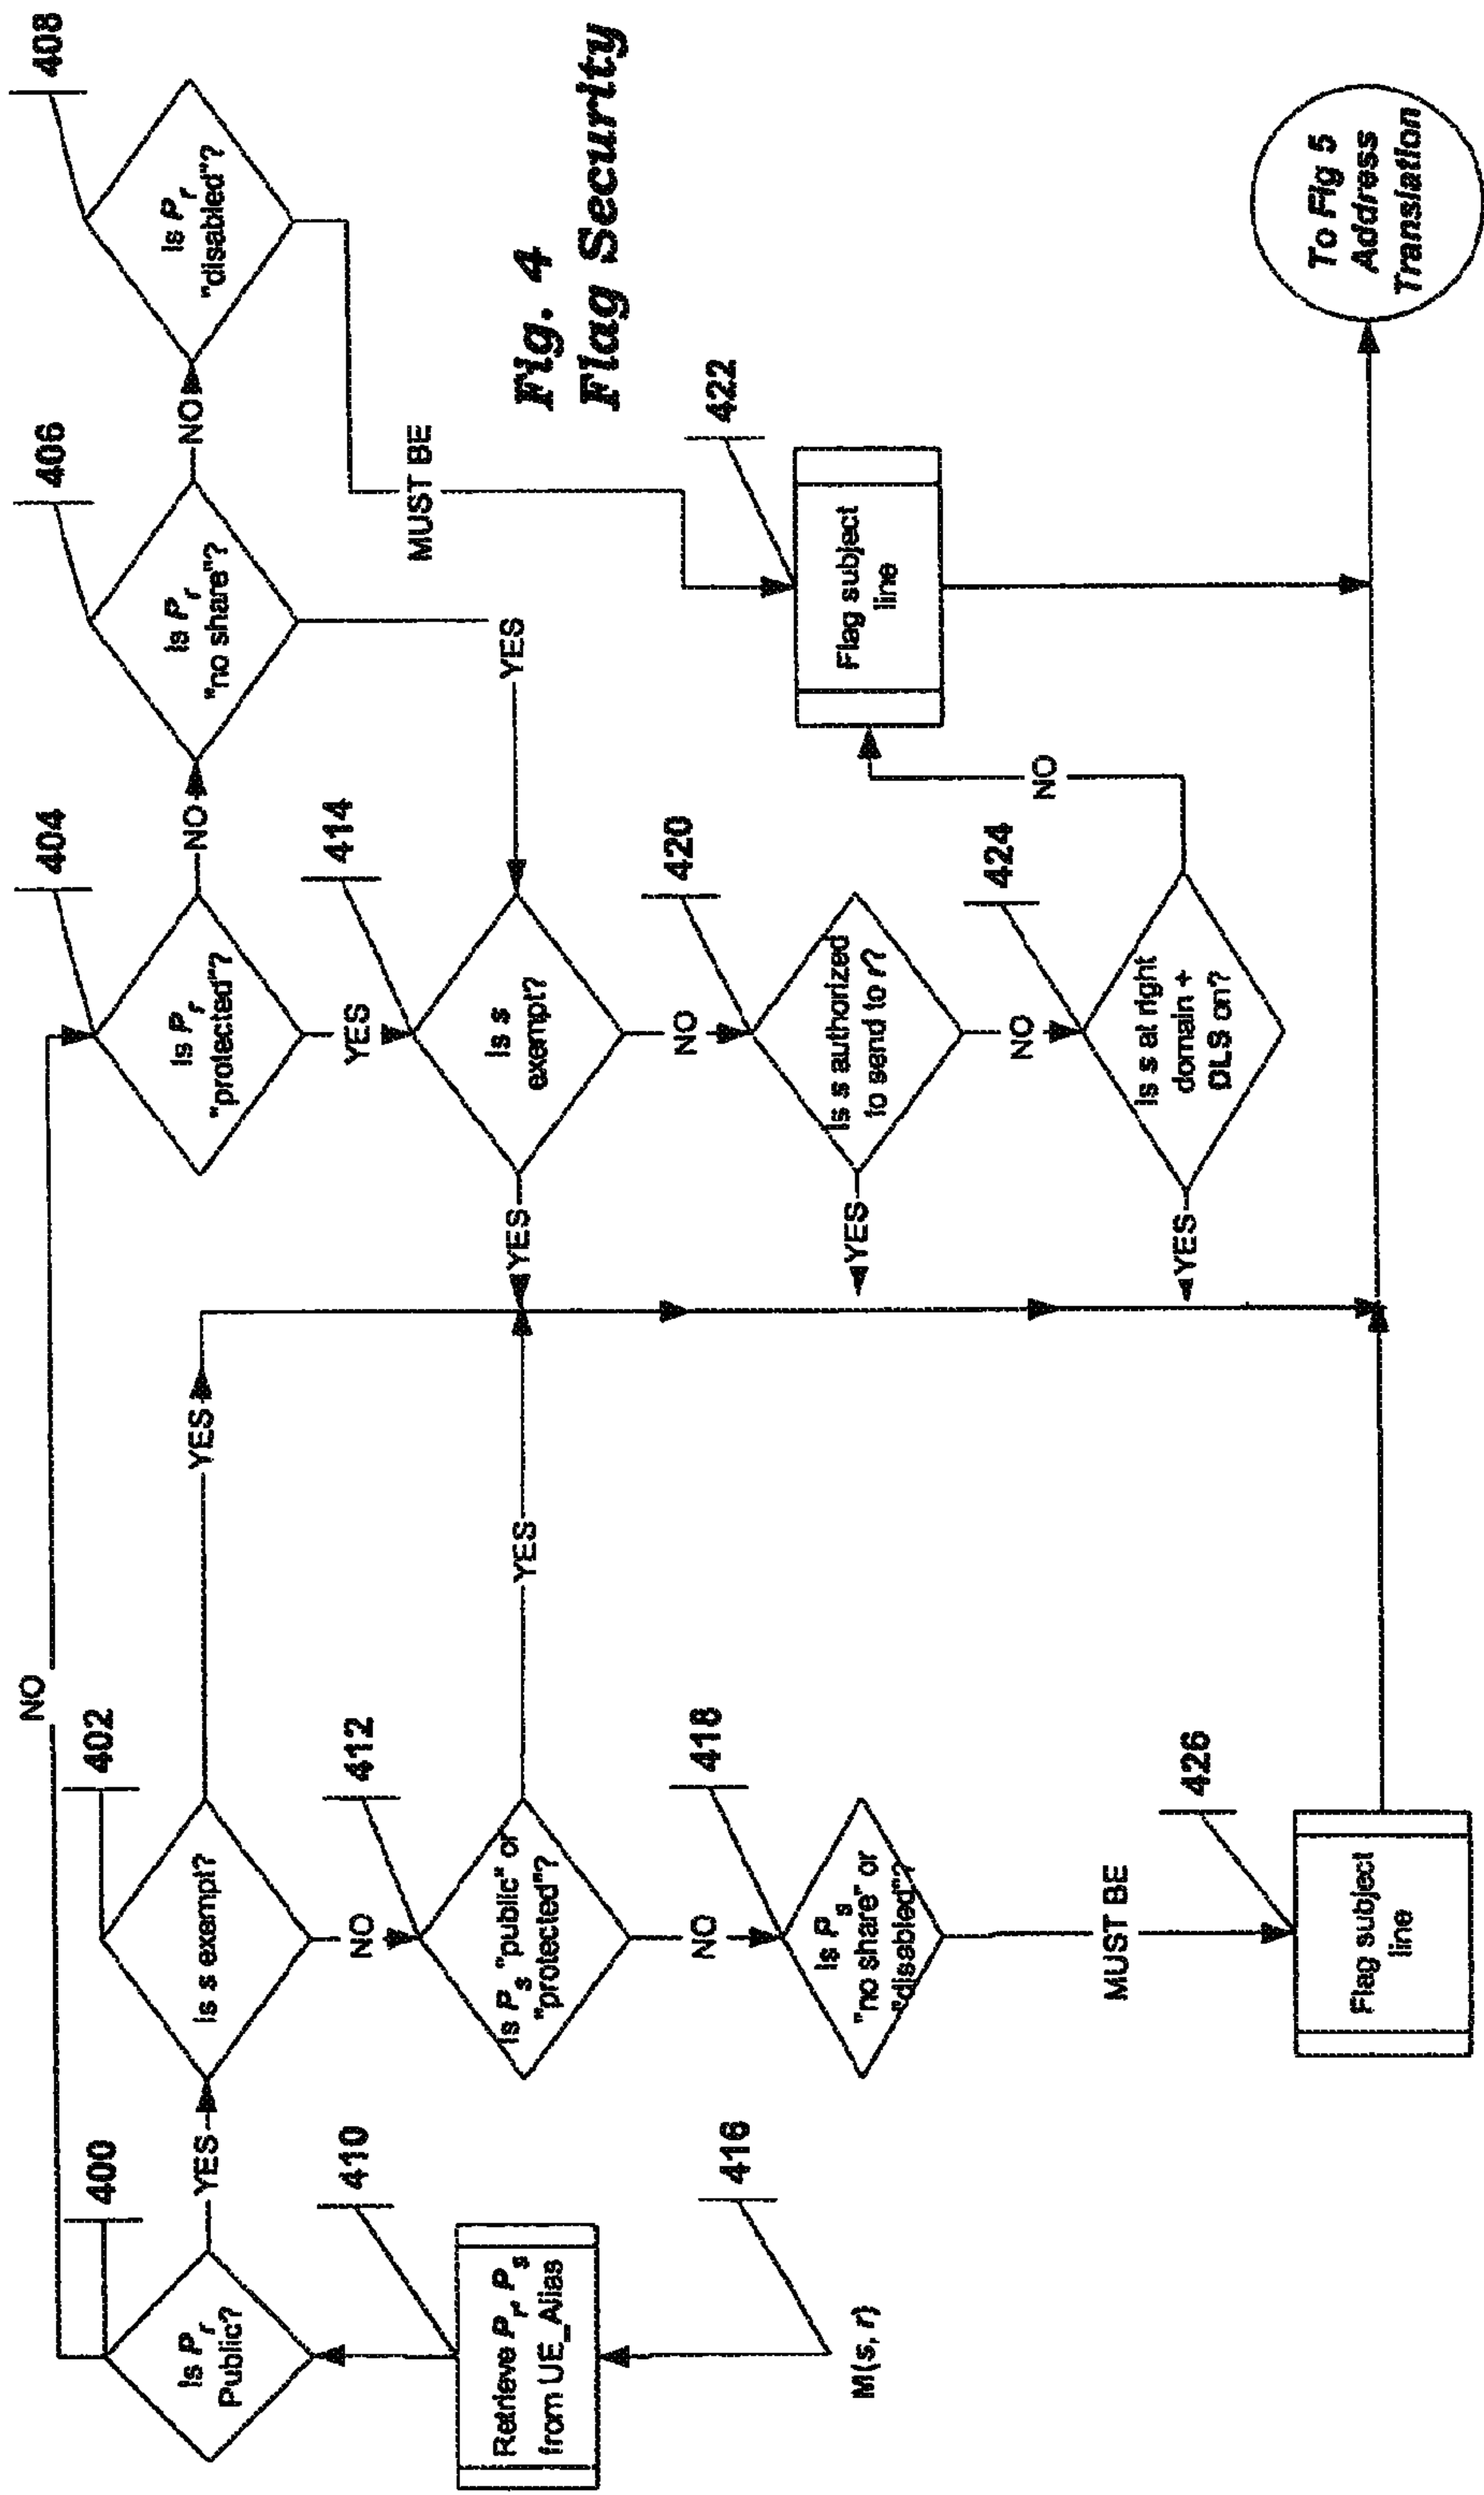 400
Is Pr
Public?
YES
NO
402
Is s exempt?
YES
NO
404
Is Pr
"protected"?
NO
YES
406
Is Pr
"no share"?
NO
YES
408
Is Pr
"disabled"?
MUST BE
410
Retrieve Pr, Ps
from UE_Alias
412
Is Ps "public" or
"protected"?
YES
NO
414
Is s
exempt?
YES
NO
Fig. 4
Flag Security
416
M(s, r)
418
Is Ps
"no share" or
"disabled"?
MUST BE
420
Is s authorized
to send to r?
YES
NO
422
Flag subject
line
424
Is s at right
domain +
DLS on?
YES
NO
426
Flag subject
line
To Fig 5
Address
Translation